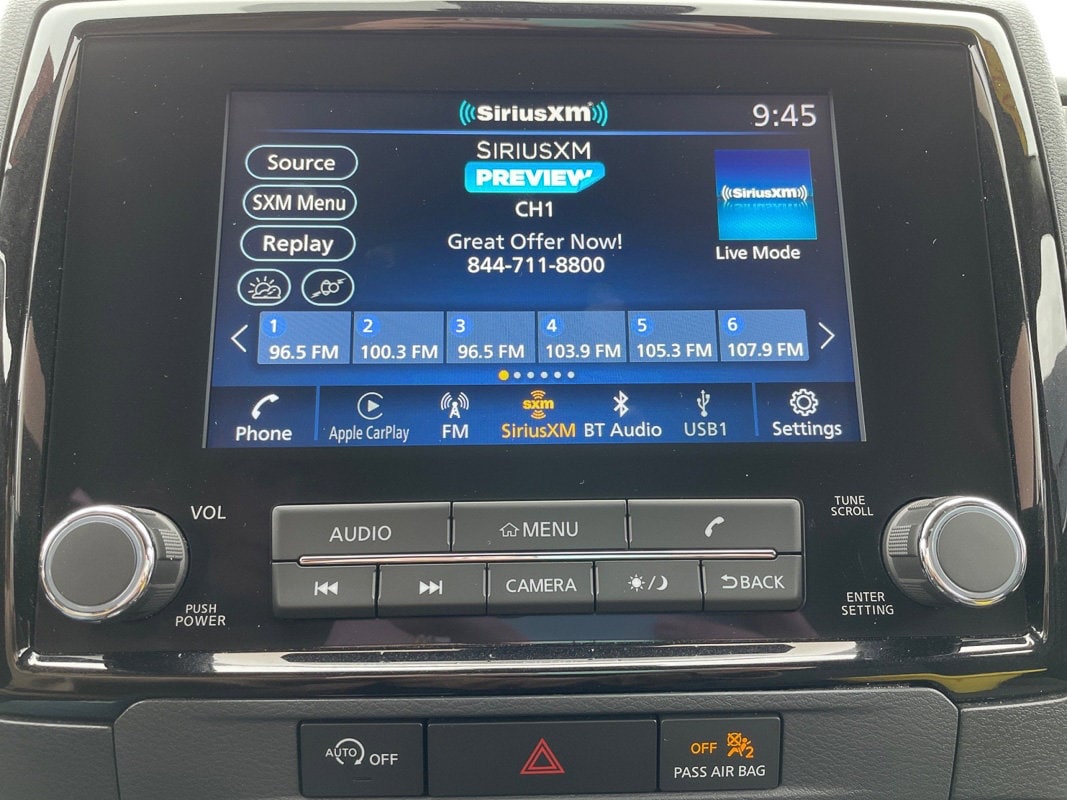 SiriusXM
9:45
Source
SXM Menu
Replay
SIRIUSXM
PREVIEW
CH1
Great Offer Now!
844-711-8800
SiriusXM
Live Mode
1
96.5 FM
2
100.3 FM
3
96.5 FM
4
103.9 FM
5
105.3 FM
6
107.9 FM
Phone
Apple CarPlay
FM
sxm
SiriusXM
BT Audio
USB1
Settings
VOL
PUSH
POWER
AUDIO
MENU
CAMERA
BACK
TUNE
SCROLL
ENTER
SETTING
AUTO OFF
OFF 2
PASS AIR BAG